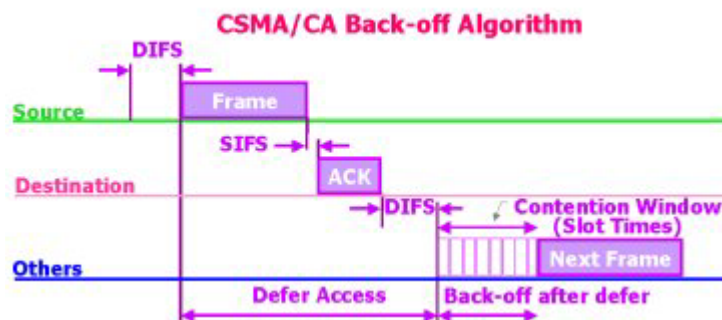 CSMA/CA Back-off Algorithm
DIFS
Frame
Source
SIFS
ACK
Destination
DIFS
Contention Window
(Slot Times)
Next Frame
Others
Defer Access
Back-off after defer